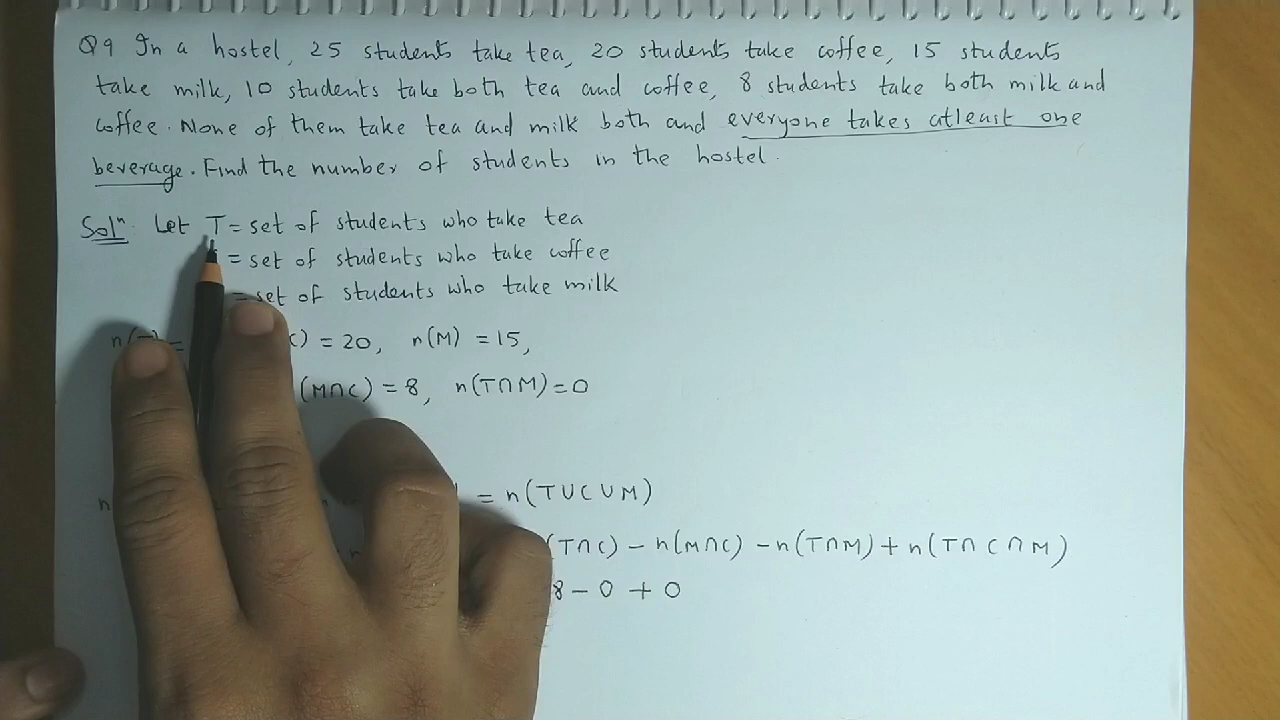 Q9 In a hostel, 25 students take tea, 20 students take coffee, 15 students
take milk, 10 students take both tea and coffee, 8 students take both milk and
coffee. None of them take tea and milk both and everyone takes atleast one
beverage. Find the number of students in the hostel.
Solⁿ: Let T = set of students who take tea
= set of students who take coffee
= set of students who take milk
C) = 20, n(M) = 15,
(M∩C) = 8, n(T∩M) = 0
= n(T∪C∪M)
(T∩C) − n(M∩C) − n(T∩M) + n(T∩C∩M)
8 − 0 + 0